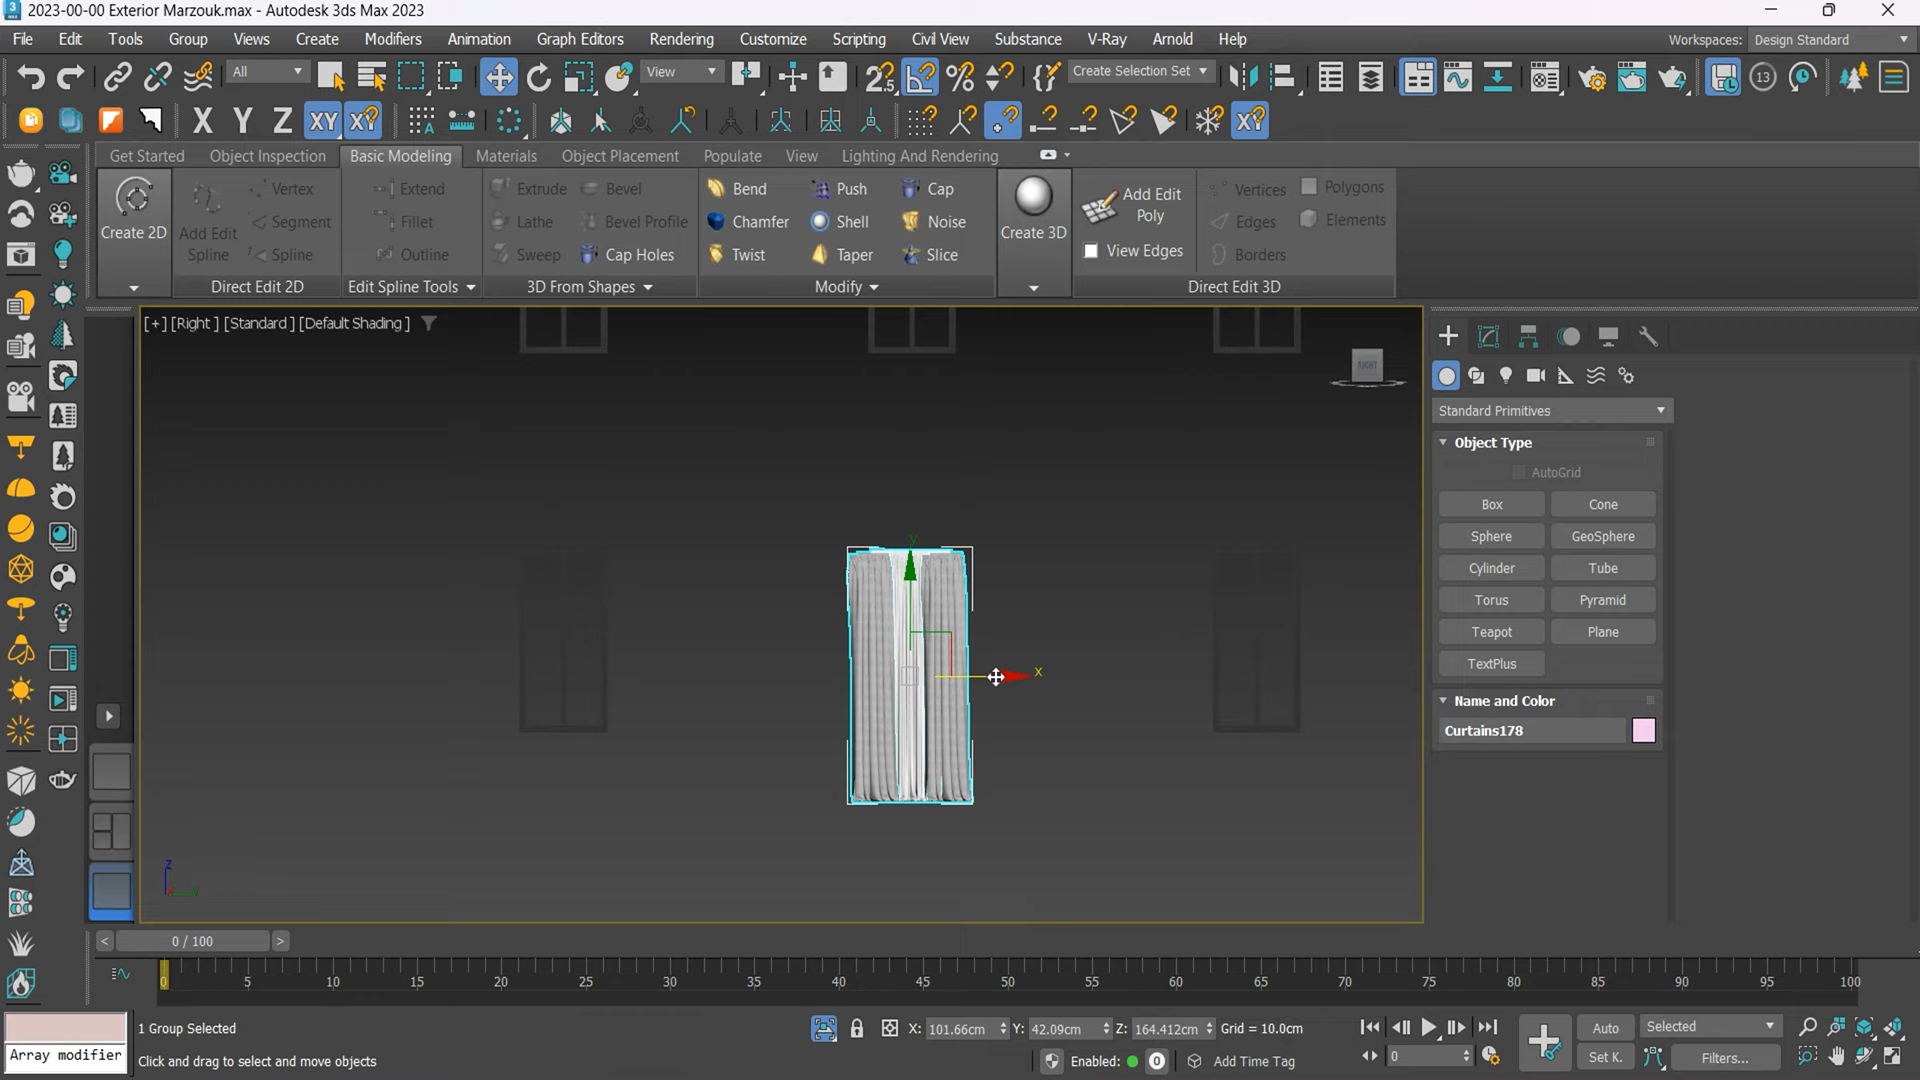 2023-00-00 Exterior Marzouk.max - Autodesk 3ds Max 2023
File Edit Tools Group Views Create Modifiers Animation Graph Editors Rendering Customize Scripting Civil View Substance V-Ray Arnold Help Workspaces: Design Standard
All View Create Selection Set 13
X Y Z XY XY
Get Started Object Inspection Basic Modeling Materials Object Placement Populate View Lighting And Rendering
Create 2D Add Edit Spline Vertex Segment Spline Direct Edit 2D
Extend Fillet Outline Edit Spline Tools
Extrude Bevel Lathe Bevel Profile Sweep Cap Holes 3D From Shapes
Bend Push Cap Chamfer Shell Noise Twist Taper Slice Modify
Create 3D Add Edit Poly View Edges Vertices Edges Borders Polygons Elements Direct Edit 3D
[+] [Right ] [Standard ] [Default Shading ]
RIGHT
y
x
z
x y
Standard Primitives
Object Type
AutoGrid
Box Cone
Sphere GeoSphere
Cylinder Tube
Torus Pyramid
Teapot Plane
TextPlus
Name and Color
Curtains178
< 0 / 100 >
0 5 10 15 20 25 30 35 40 45 50 55 60 65 70 75 80 85 90 95 100
1 Group Selected X: 101.66cm Y: 42.09cm Z: 164.412cm Grid = 10.0cm Auto Selected
Array modifier Click and drag to select and move objects Enabled: 0 Add Time Tag 0 Set K. Filters...